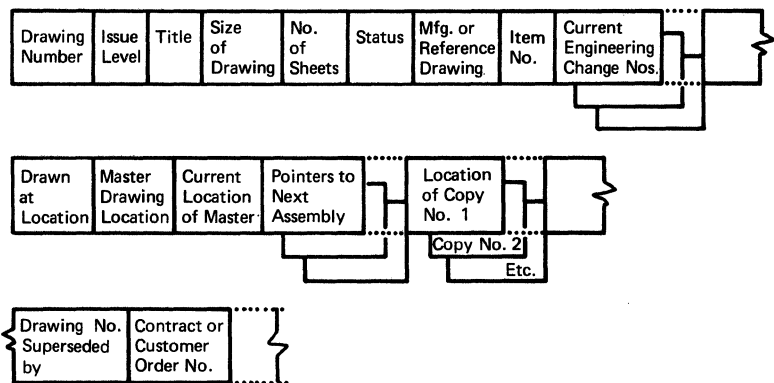 Drawing
Number
Issue
Level
Title
Size
of
Drawing
No.
of
Sheets
Status
Mfg. or
Reference
Drawing
Item
No.
Current
Engineering
Change Nos.
Drawn
at
Location
Master
Drawing
Location
Current
Location
of Master
Pointers to
Next
Assembly
Location
of Copy
No. 1
Copy No. 2
Etc.
Drawing No.
Superseded
by
Contract or
Customer
Order No.